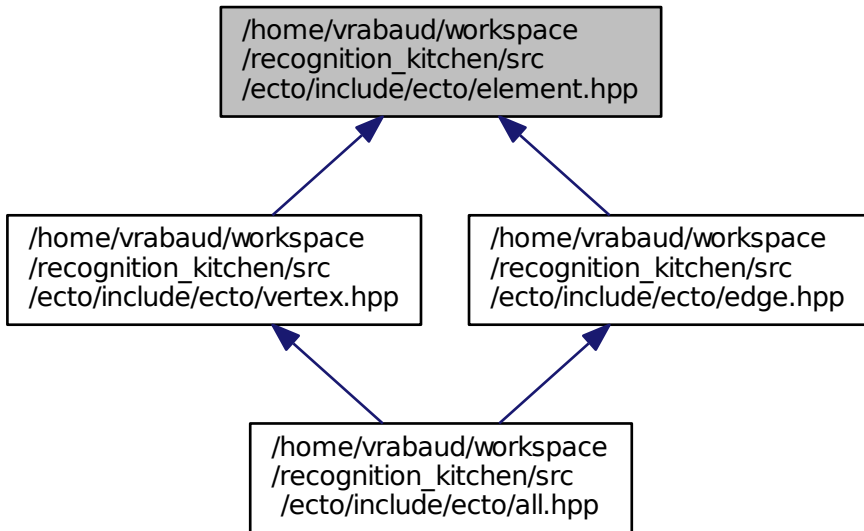 /home/vrabaud/workspace
/recognition_kitchen/src
/ecto/include/ecto/element.hpp
/home/vrabaud/workspace
/recognition_kitchen/src
/ecto/include/ecto/vertex.hpp
/home/vrabaud/workspace
/recognition_kitchen/src
/ecto/include/ecto/edge.hpp
/home/vrabaud/workspace
/recognition_kitchen/src
/ecto/include/ecto/all.hpp